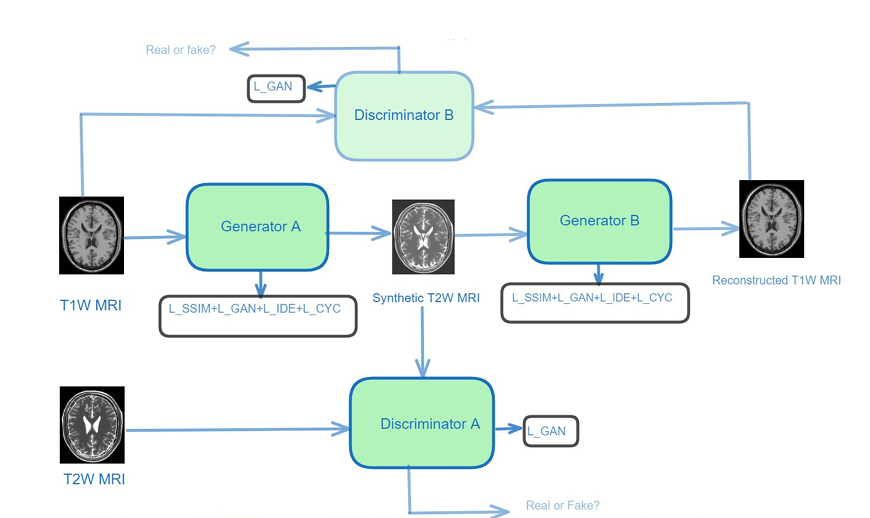 Real or fake?
L_GAN
Discriminator B
Generator A
Generator B
T1W MRI
L_SSIM+L_GAN+L_IDE+L_CYC
Synthetic T2W MRI
L_SSIM+L_GAN+L_IDE+L_CYC
Reconstructed T1W MRI
Discriminator A
L_GAN
T2W MRI
Real or Fake?